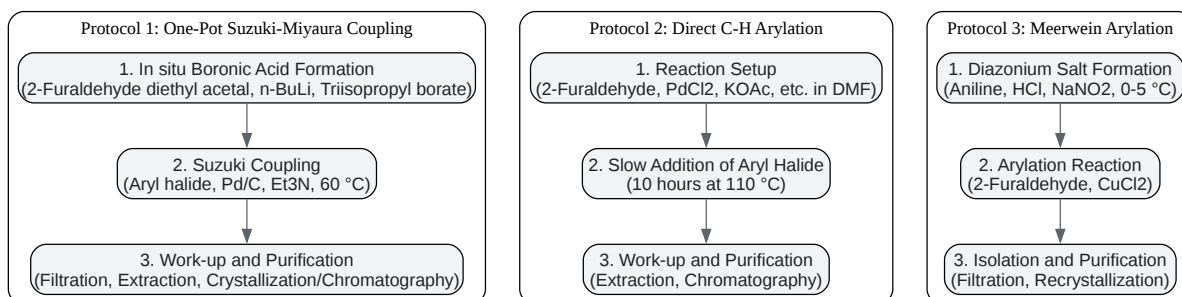 Protocol 1: One-Pot Suzuki-Miyaura Coupling
1. In situ Boronic Acid Formation
(2-Furaldehyde diethyl acetal, n-BuLi, Triisopropyl borate)
2. Suzuki Coupling
(Aryl halide, Pd/C, Et3N, 60 °C)
3. Work-up and Purification
(Filtration, Extraction, Crystallization/Chromatography)
Protocol 2: Direct C-H Arylation
1. Reaction Setup
(2-Furaldehyde, PdCl2, KOAc, etc. in DMF)
2. Slow Addition of Aryl Halide
(10 hours at 110 °C)
3. Work-up and Purification
(Extraction, Chromatography)
Protocol 3: Meerwein Arylation
1. Diazonium Salt Formation
(Aniline, HCl, NaNO2, 0-5 °C)
2. Arylation Reaction
(2-Furaldehyde, CuCl2)
3. Isolation and Purification
(Filtration, Recrystallization)